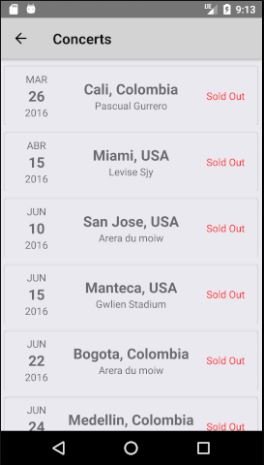 9:13
Concerts
MAR
26
2016
Cali, Colombia
Pascual Gurrero
Sold Out
ABR
15
2016
Miami, USA
Levise Sjy
Sold Out
JUN
10
2016
San Jose, USA
Arera du moiw
Sold Out
JUN
15
2016
Manteca, USA
Gwlien Stadium
Sold Out
JUN
22
2016
Bogota, Colombia
Arera du moiw
Sold Out
JUN
24
Medellin, Colombia
Sold Out